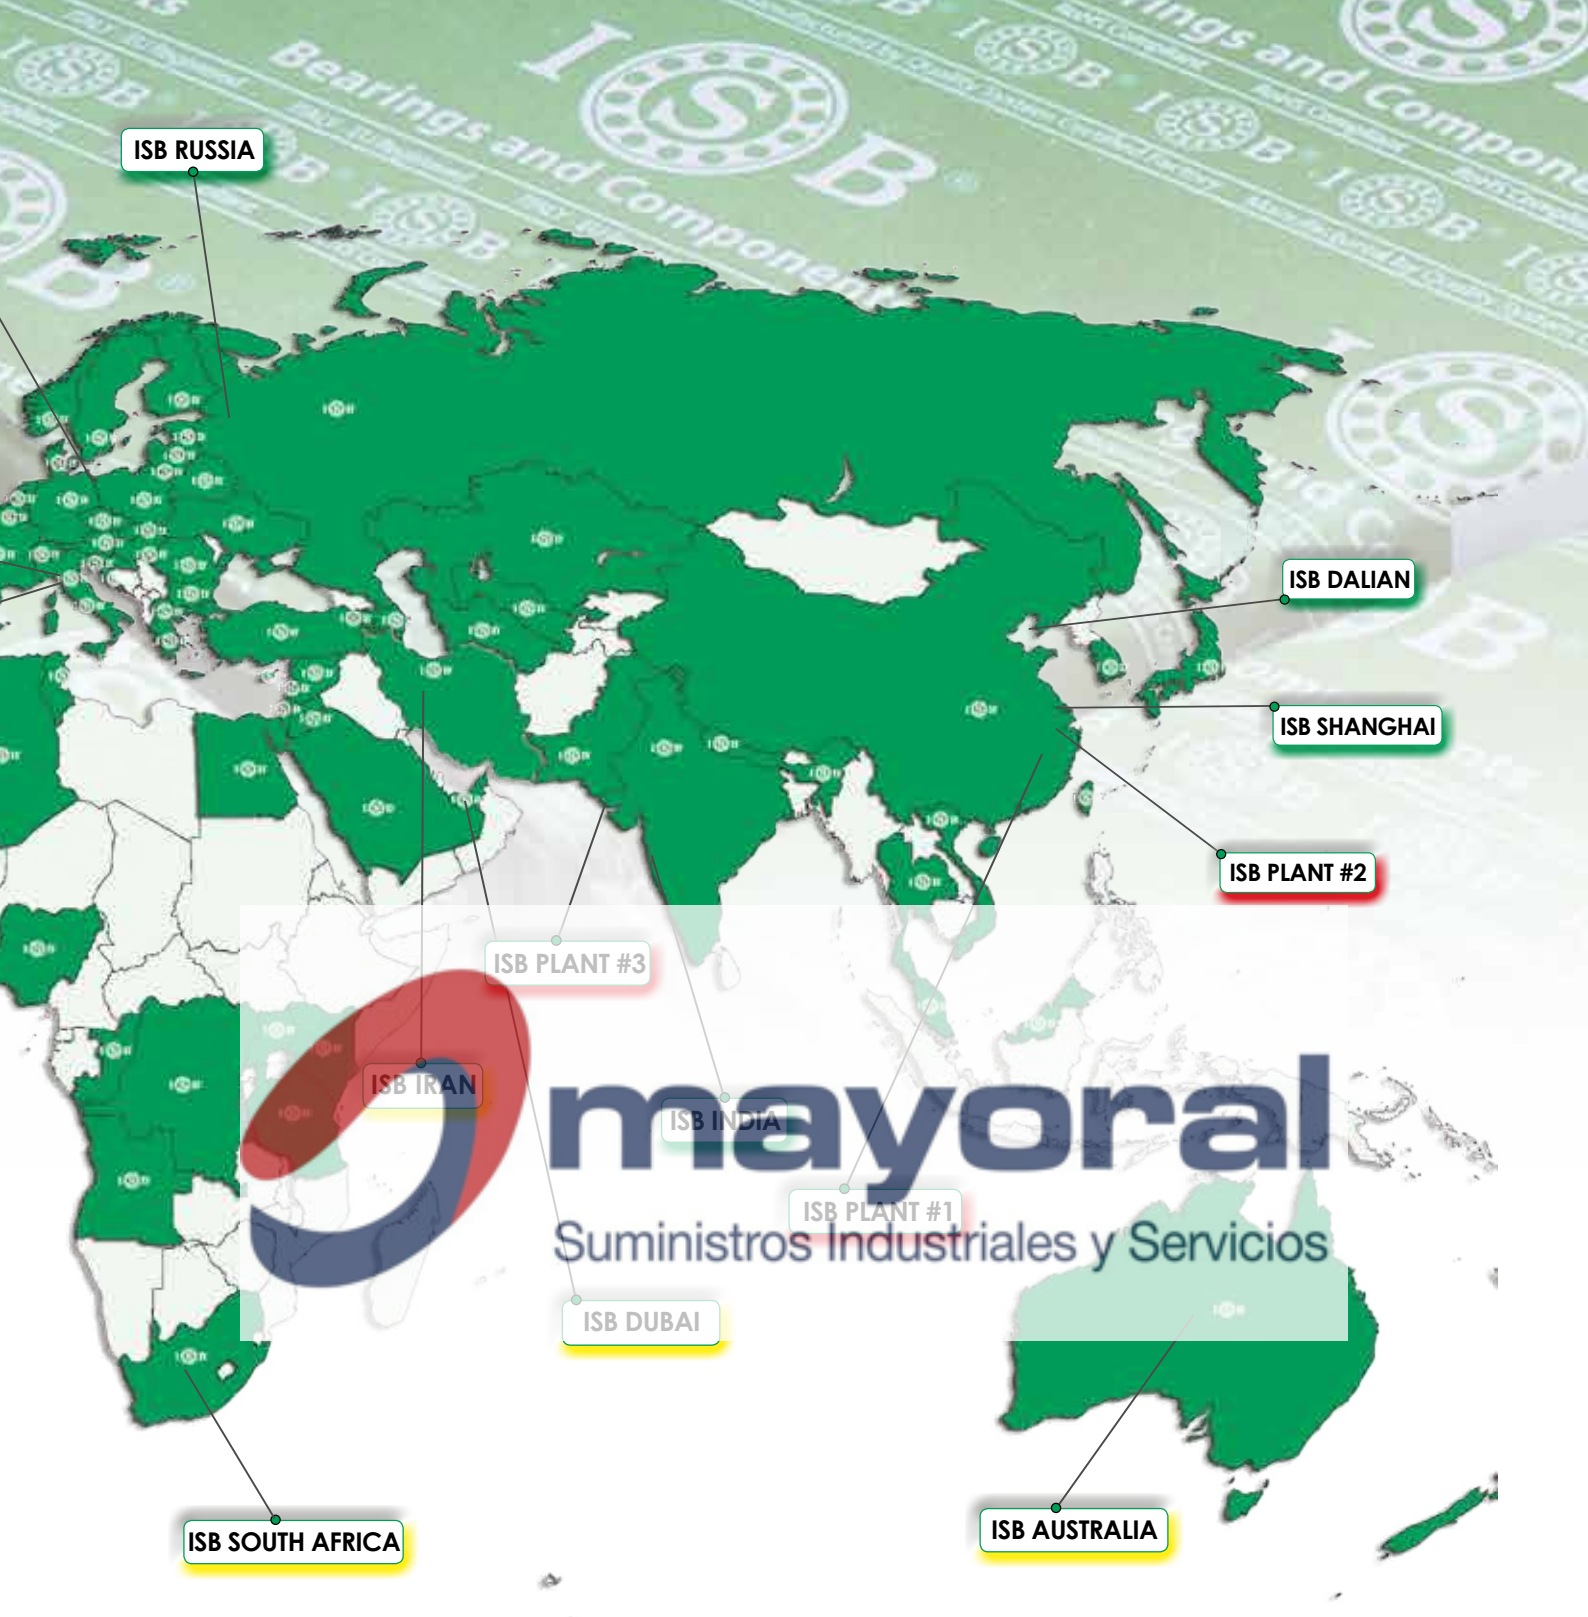 I S B
Bearings and Components
ISB RUSSIA
ISB DALIAN
ISB SHANGHAI
ISB PLANT #2
ISB PLANT #3
ISB IRAN
ISB INDIA
mayoral
ISB PLANT #1
Suministros Industriales y Servicios
ISB DUBAI
ISB SOUTH AFRICA
ISB AUSTRALIA